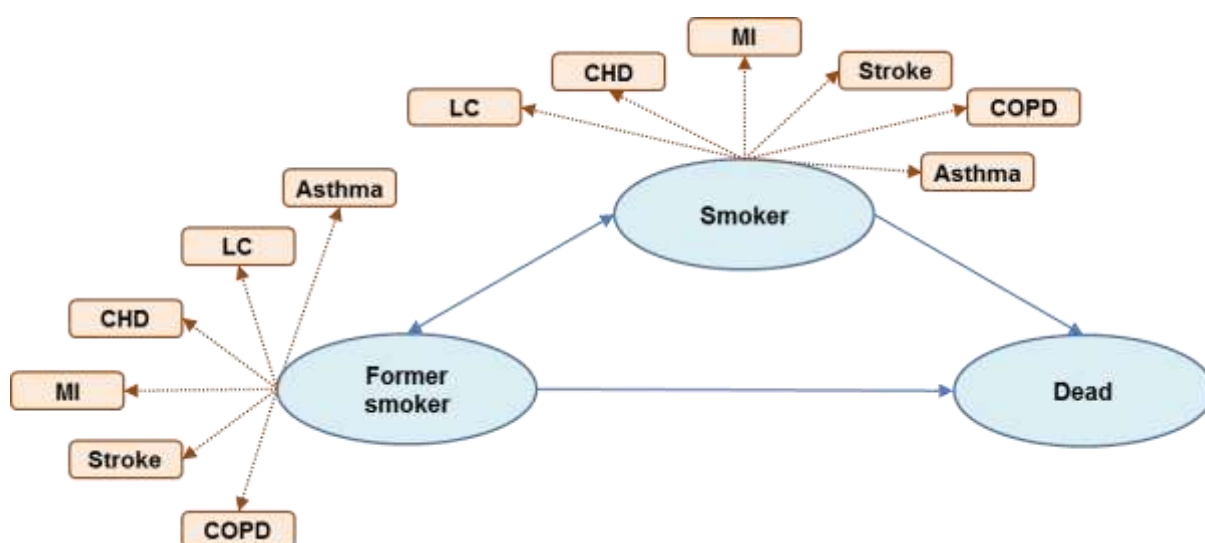 MI
CHD
Stroke
LC
COPD
Asthma
Smoker
Asthma
LC
CHD
MI
Stroke
COPD
Former
smoker
Dead